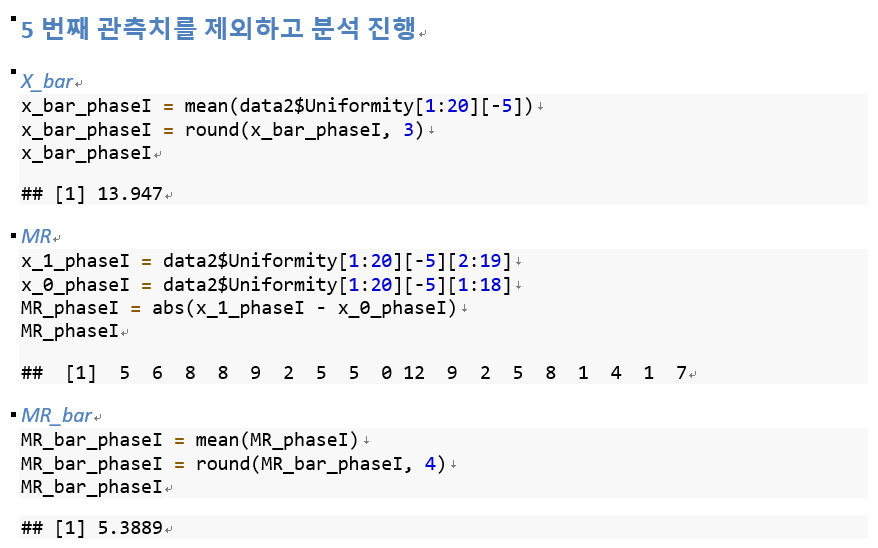 5 번째 관측치를 제외하고 분석 진행
X_bar
x_bar_phaseI = mean(data2$Uniformity[1:20][-5])
x_bar_phaseI = round(x_bar_phaseI, 3)
x_bar_phaseI
## [1] 13.947
MR
x_1_phaseI = data2$Uniformity[1:20][-5][2:19]
x_0_phaseI = data2$Uniformity[1:20][-5][1:18]
MR_phaseI = abs(x_1_phaseI - x_0_phaseI)
MR_phaseI
##  [1]  5  6  8  8  9  2  5  5  0 12  9  2  5  8  1  4  1  7
MR_bar
MR_bar_phaseI = mean(MR_phaseI)
MR_bar_phaseI = round(MR_bar_phaseI, 4)
MR_bar_phaseI
## [1] 5.3889